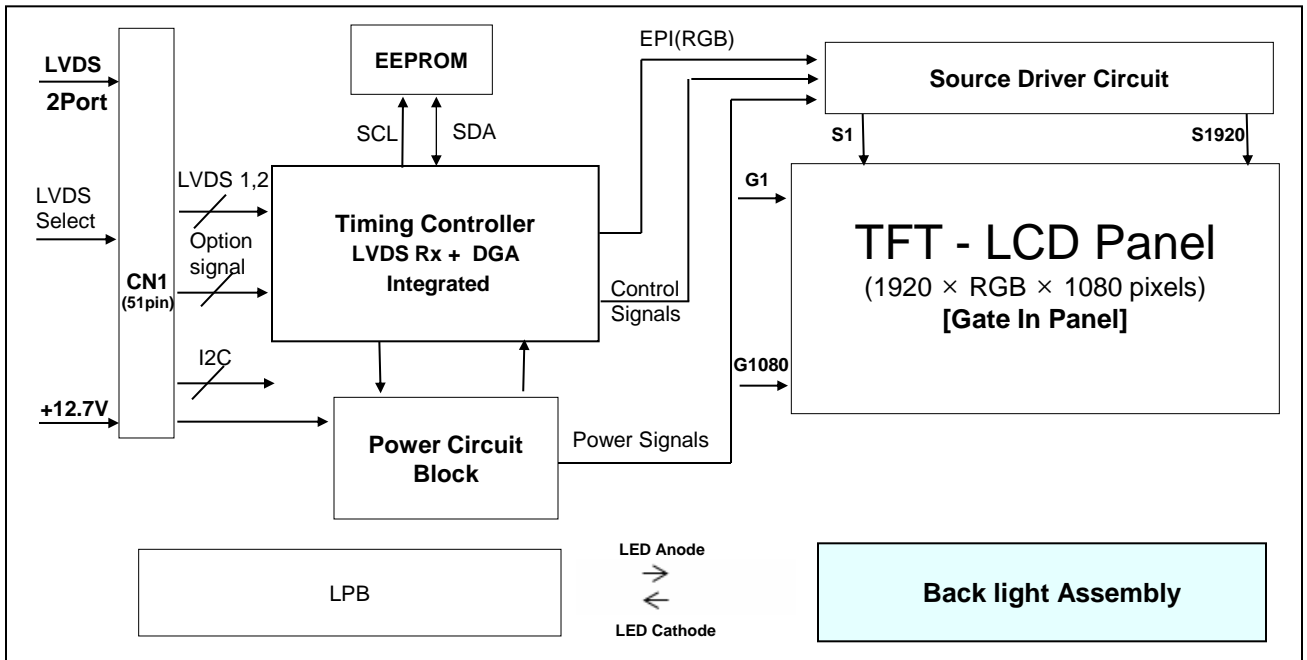 LVDS
2Port
LVDS
Select
+12.7V
CN1
(51pin)
LVDS 1,2
Option
signal
I2C
EEPROM
SCL
SDA
Timing Controller
LVDS Rx + DGA
Integrated
Power Circuit
Block
EPI(RGB)
Control
Signals
Power Signals
Source Driver Circuit
S1
S1920
G1
G1080
TFT - LCD Panel
(1920 × RGB × 1080 pixels)
[Gate In Panel]
LPB
LED Anode
LED Cathode
Back light Assembly